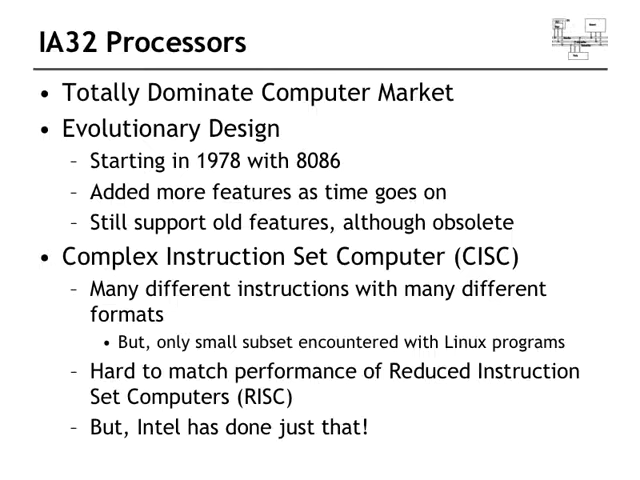 IA32 Processors
• Totally Dominate Computer Market
• Evolutionary Design
– Starting in 1978 with 8086
– Added more features as time goes on
– Still support old features, although obsolete
• Complex Instruction Set Computer (CISC)
– Many different instructions with many different
formats
• But, only small subset encountered with Linux programs
– Hard to match performance of Reduced Instruction
Set Computers (RISC)
– But, Intel has done just that!